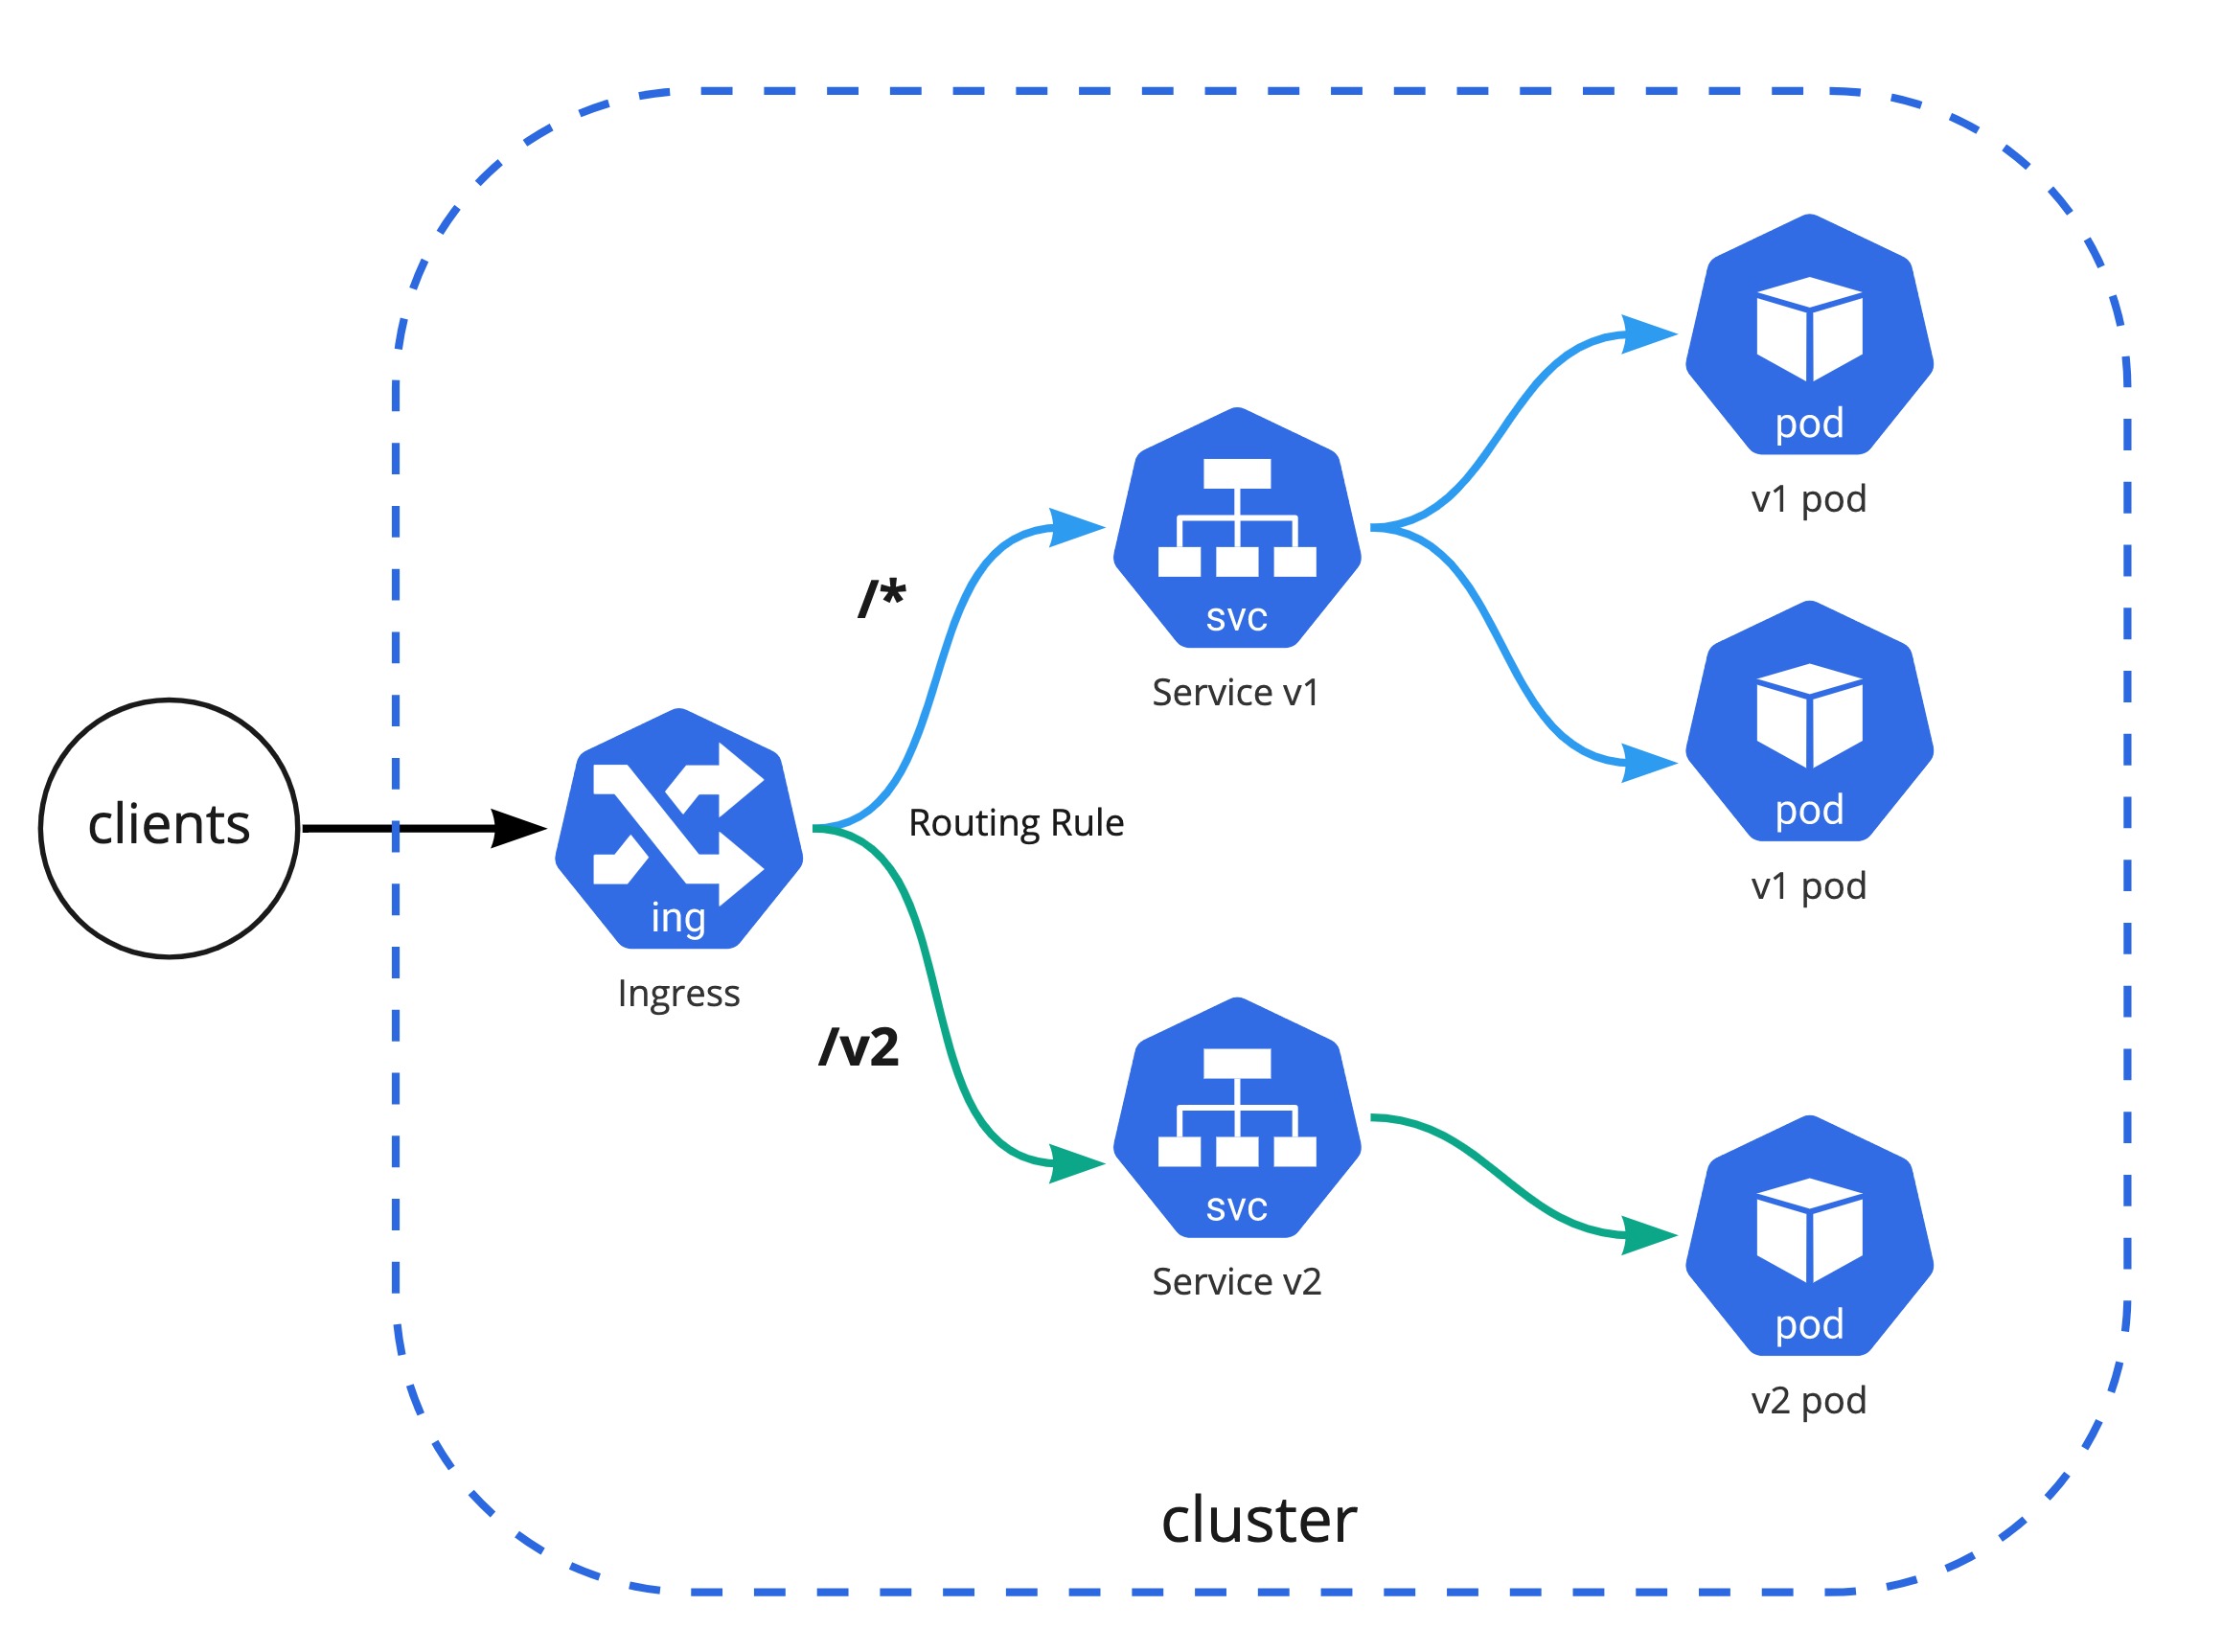 clients
ing
Ingress
/*
Routing Rule
/v2
svc
Service v1
svc
Service v2
pod
v1 pod
pod
v1 pod
pod
v2 pod
cluster